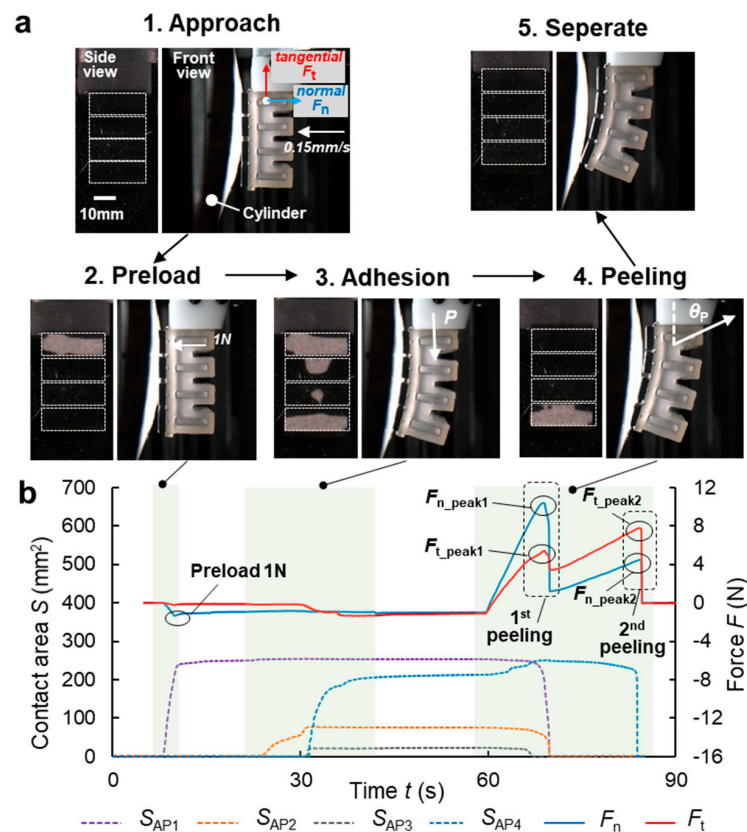 a
1. Approach
5. Seperate
Side view
Front view
tangential
Ft
normal
Fn
0.15mm/s
10mm
Cylinder
2. Preload
3. Adhesion
4. Peeling
1N
P
θP
b
700
600
500
400
300
200
100
0
Contact area S (mm²)
12
8
4
0
-4
-8
-12
-16
Force F (N)
Preload 1N
Fn_peak1
Ft_peak1
Ft_peak2
Fn_peak2
1st peeling
2nd peeling
0
30
60
90
Time t (s)
SAP1
SAP2
SAP3
SAP4
Fn
Ft